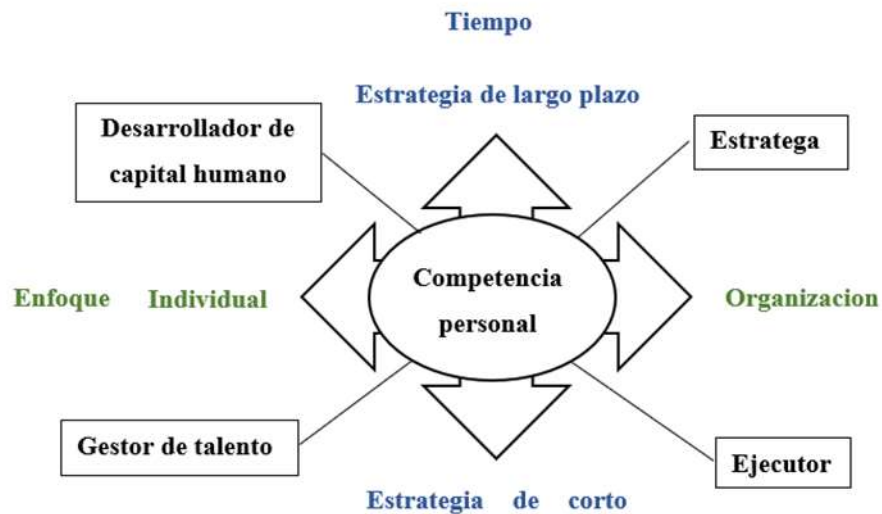 Tiempo
Estrategia de largo plazo
Desarrollador de
capital humano
Estratega
Competencia
personal
Enfoque Individual
Organizacion
Gestor de talento
Ejecutor
Estrategia de corto